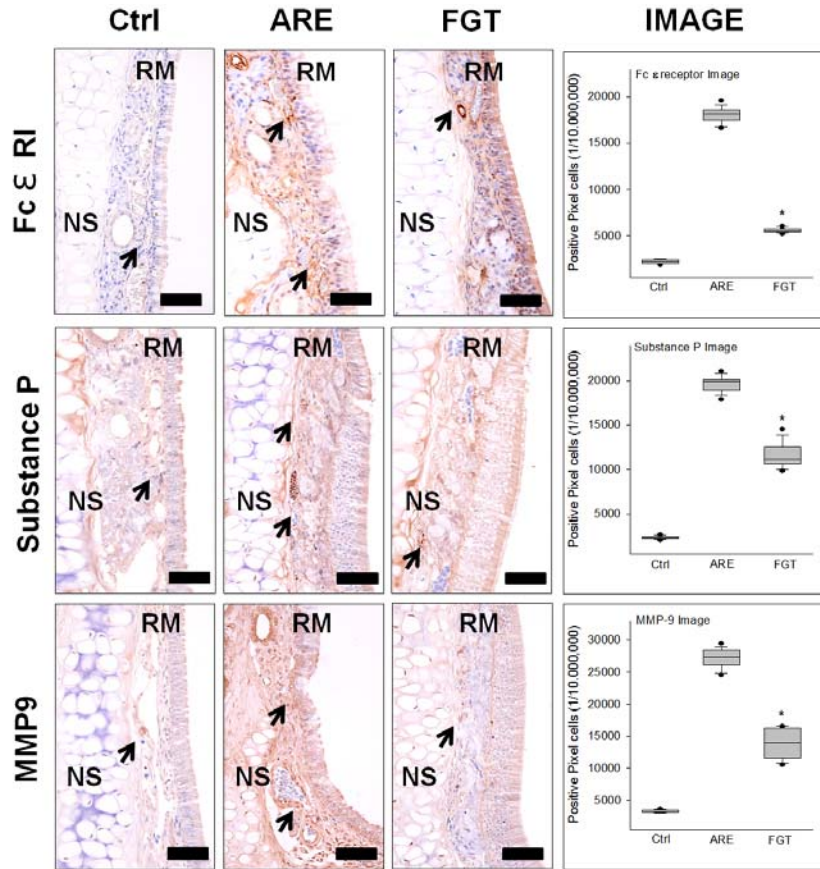 Ctrl ARE FGT IMAGE
Fc ε RI
RM
NS
RM
NS
RM
NS
Fc ε receptor Image
Positive Pixel cells (1/10.000,000)
20000
15000
10000
5000
*
Ctrl ARE FGT
Substance P
RM
NS
RM
NS
RM
NS
Substance P Image
Positive Pixel cells (1/10.000,000)
20000
15000
10000
5000
*
Ctrl ARE FGT
MMP9
RM
NS
RM
NS
RM
NS
MMP-9 Image
Positive Pixel cells (1/10.000,000)
30000
25000
20000
15000
10000
5000
*
Ctrl ARE FGT